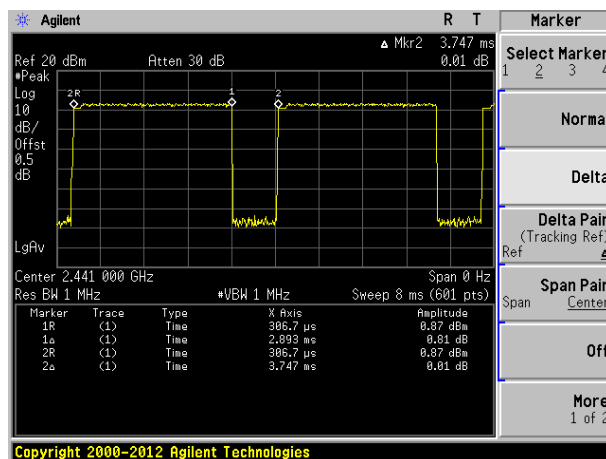 Agilent R T Marker
Δ Mkr2 3.747 ms
Ref 20 dBm Atten 30 dB 0.01 dB
#Peak
Log
10
dB/
Offst
0.5
dB
LgAv
2R 1 2
Center 2.441 000 GHz Span 0 Hz
Res BW 1 MHz #VBW 1 MHz Sweep 8 ms (601 pts)
Marker Trace Type X Axis Amplitude
1R (1) Time 306.7 µs 0.87 dBm
1Δ (1) Time 2.893 ms 0.81 dB
2R (1) Time 306.7 µs 0.87 dBm
2Δ (1) Time 3.747 ms 0.01 dB
Select Marker
1 2 3 4
Norma
Delta
Delta Pair
(Tracking Ref)
Ref Δ
Span Pair
Span Center
Off
More
1 of 2
Copyright 2000-2012 Agilent Technologies